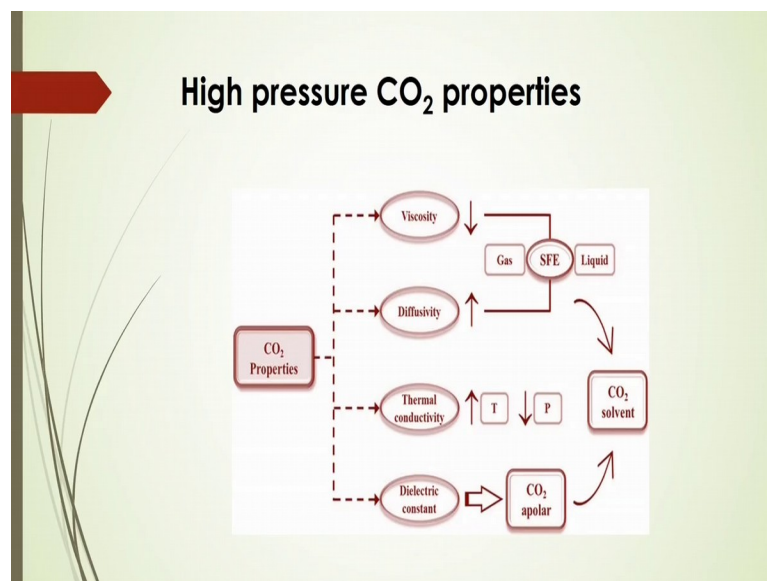 High pressure CO₂ properties
Viscosity
Gas
SFE
Liquid
Diffusivity
CO₂
Properties
Thermal
conductivity
T
P
CO₂
solvent
Dielectric
constant
CO₂
apolar